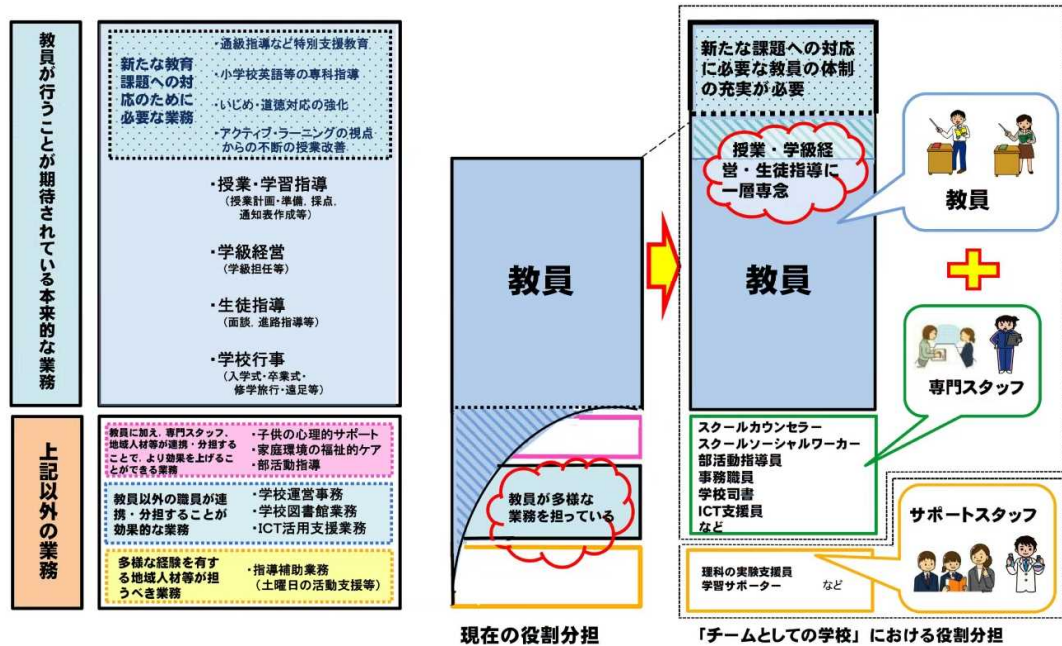 教員が行うことが期待されている本来的な業務
新たな教育
課題への対
応のために
必要な業務
・通級指導など特別支援教育
・小学校英語等の専科指導
・いじめ・道徳対応の強化
・アクティブ・ラーニングの視点
からの不断の授業改善
・授業・学習指導
(授業計画・準備，採点，
通知表作成等)
・学級経営
(学級担任等)
・生徒指導
(面談，進路指導等)
・学校行事
(入学式・卒業式・
修学旅行・遠足等)
上記以外の業務
教員に加え，専門スタッフ，
地域人材等が連携・分担する
ことで，より効果を上げるこ
とができる業務
・子供の心理的サポート
・家庭環境の福祉的ケア
・部活動指導
教員以外の職員が連
携・分担することが
効果的な業務
・学校運営事務
・学校図書館業務
・ICT活用支援業務
多様な経験を有す
る地域人材等が担
うべき業務
・指導補助業務
(土曜日の活動支援等)
教員
教員が多様な
業務を担っている
現在の役割分担
新たな課題への対応
に必要な教員の体制
の充実が必要
授業・学級経
営・生徒指導に
一層専念
教員
教員
専門スタッフ
スクールカウンセラー
スクールソーシャルワーカー
部活動指導員
事務職員
学校司書
ICT支援員
など
サポートスタッフ
理科の実験支援員
学習サポーター など
「チームとしての学校」における役割分担